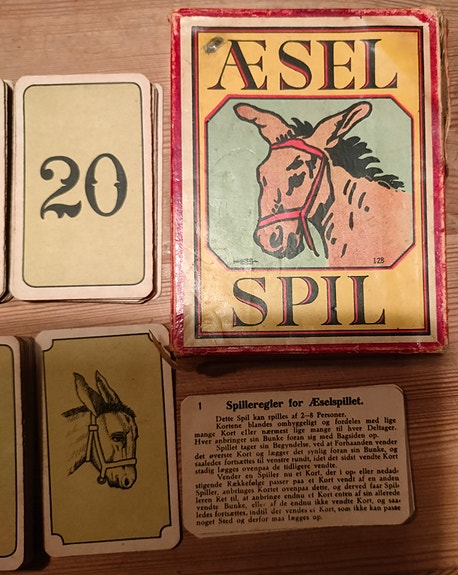 ÆSEL
128
SPIL
20
1 Spilleregler for Æselspillet.
Dette Spil kan spilles af 2—8 Personer.
Kortene blandes omhyggeligt og fordeles med lige
mange Kort eller nærmest lige mange til hver Deltager.
Hver anbringer sin Bunke foran sig med Bagsiden op.
Spillet tager sin Begyndelse, ved at Forhaanden vender
det øverste Kort og lægger det synlig foran sin Bunke, og
saaledes fortsættes til venstre rundt, idet det sidst vendte Kort
stadig lægges ovenpaa de tidligere vendte.
Vender en Spiller nu et Kort, der i op- eller nedad-
stigende Rækkefølge passer paa et Kort vendt af en anden
Spiller, anbringes Kortet ovenpaa dette, og derved faar Spil-
leren Ret til, at anbringe endnu et Kort enten af sin allerede
vendte Bunke, eller af de endnu ikke vendte Kort, og saa-
ledes fortsættes, indtil der vendes et Kort, som ikke kan passe
noget Sted og derfor maa lægges op.